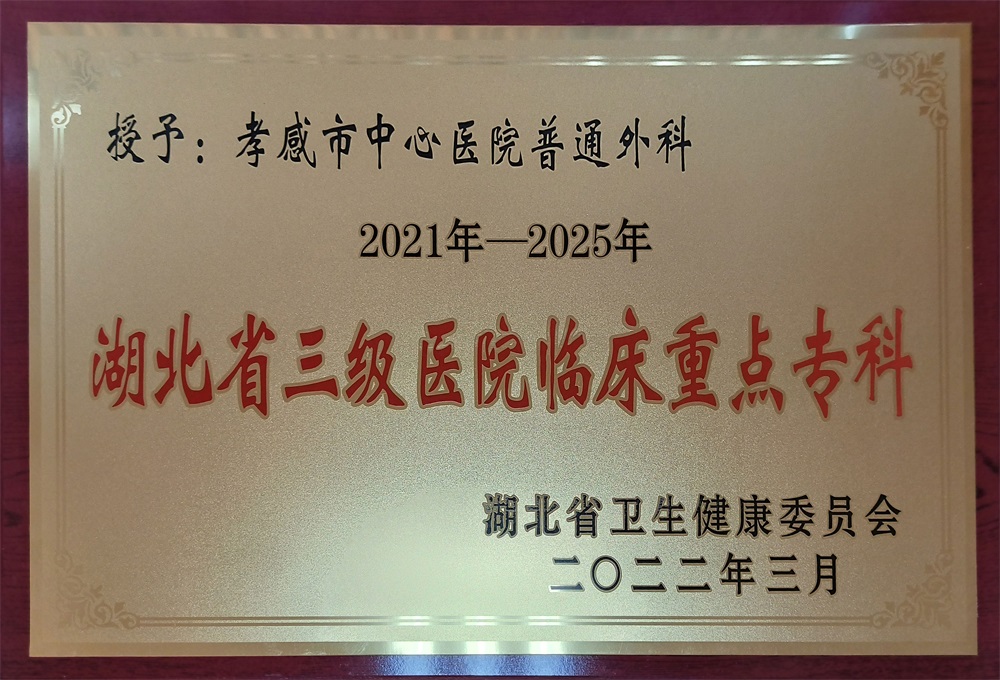 授予：孝感市中心医院普通外科
2021年—2025年
湖北省三级医院临床重点专科
湖北省卫生健康委员会
二〇二二年三月